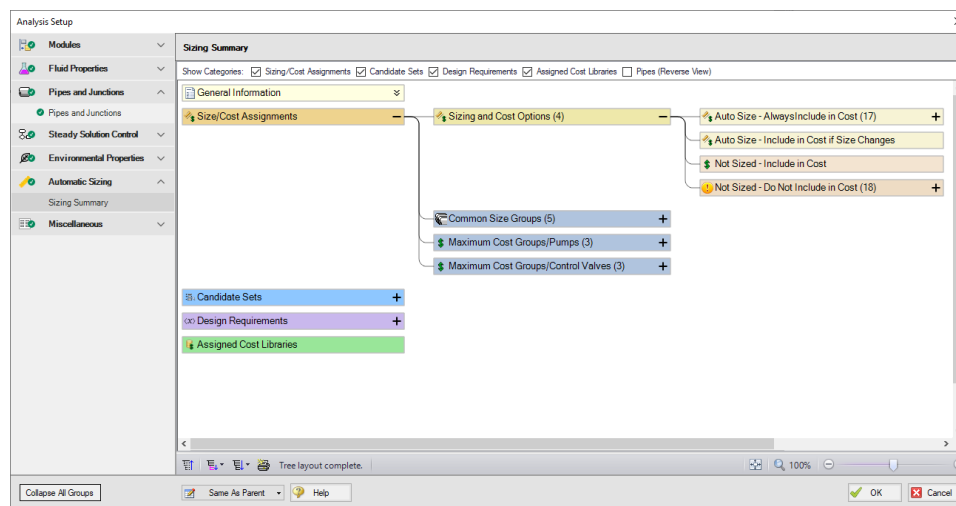 Analysis Setup
Modules
Fluid Properties
Pipes and Junctions
Pipes and Junctions
Steady Solution Control
Environmental Properties
Automatic Sizing
Sizing Summary
Miscellaneous
Sizing Summary
Show Categories: Sizing/Cost Assignments Candidate Sets Design Requirements Assigned Cost Libraries Pipes (Reverse View)
General Information
Size/Cost Assignments
Sizing and Cost Options (4)
Auto Size - AlwaysInclude in Cost (17)
Auto Size - Include in Cost if Size Changes
Not Sized - Include in Cost
Not Sized - Do Not Include in Cost (18)
Common Size Groups (5)
Maximum Cost Groups/Pumps (3)
Maximum Cost Groups/Control Valves (3)
Candidate Sets
Design Requirements
Assigned Cost Libraries
Tree layout complete.
100%
Collapse All Groups
Same As Parent
Help
OK
Cancel